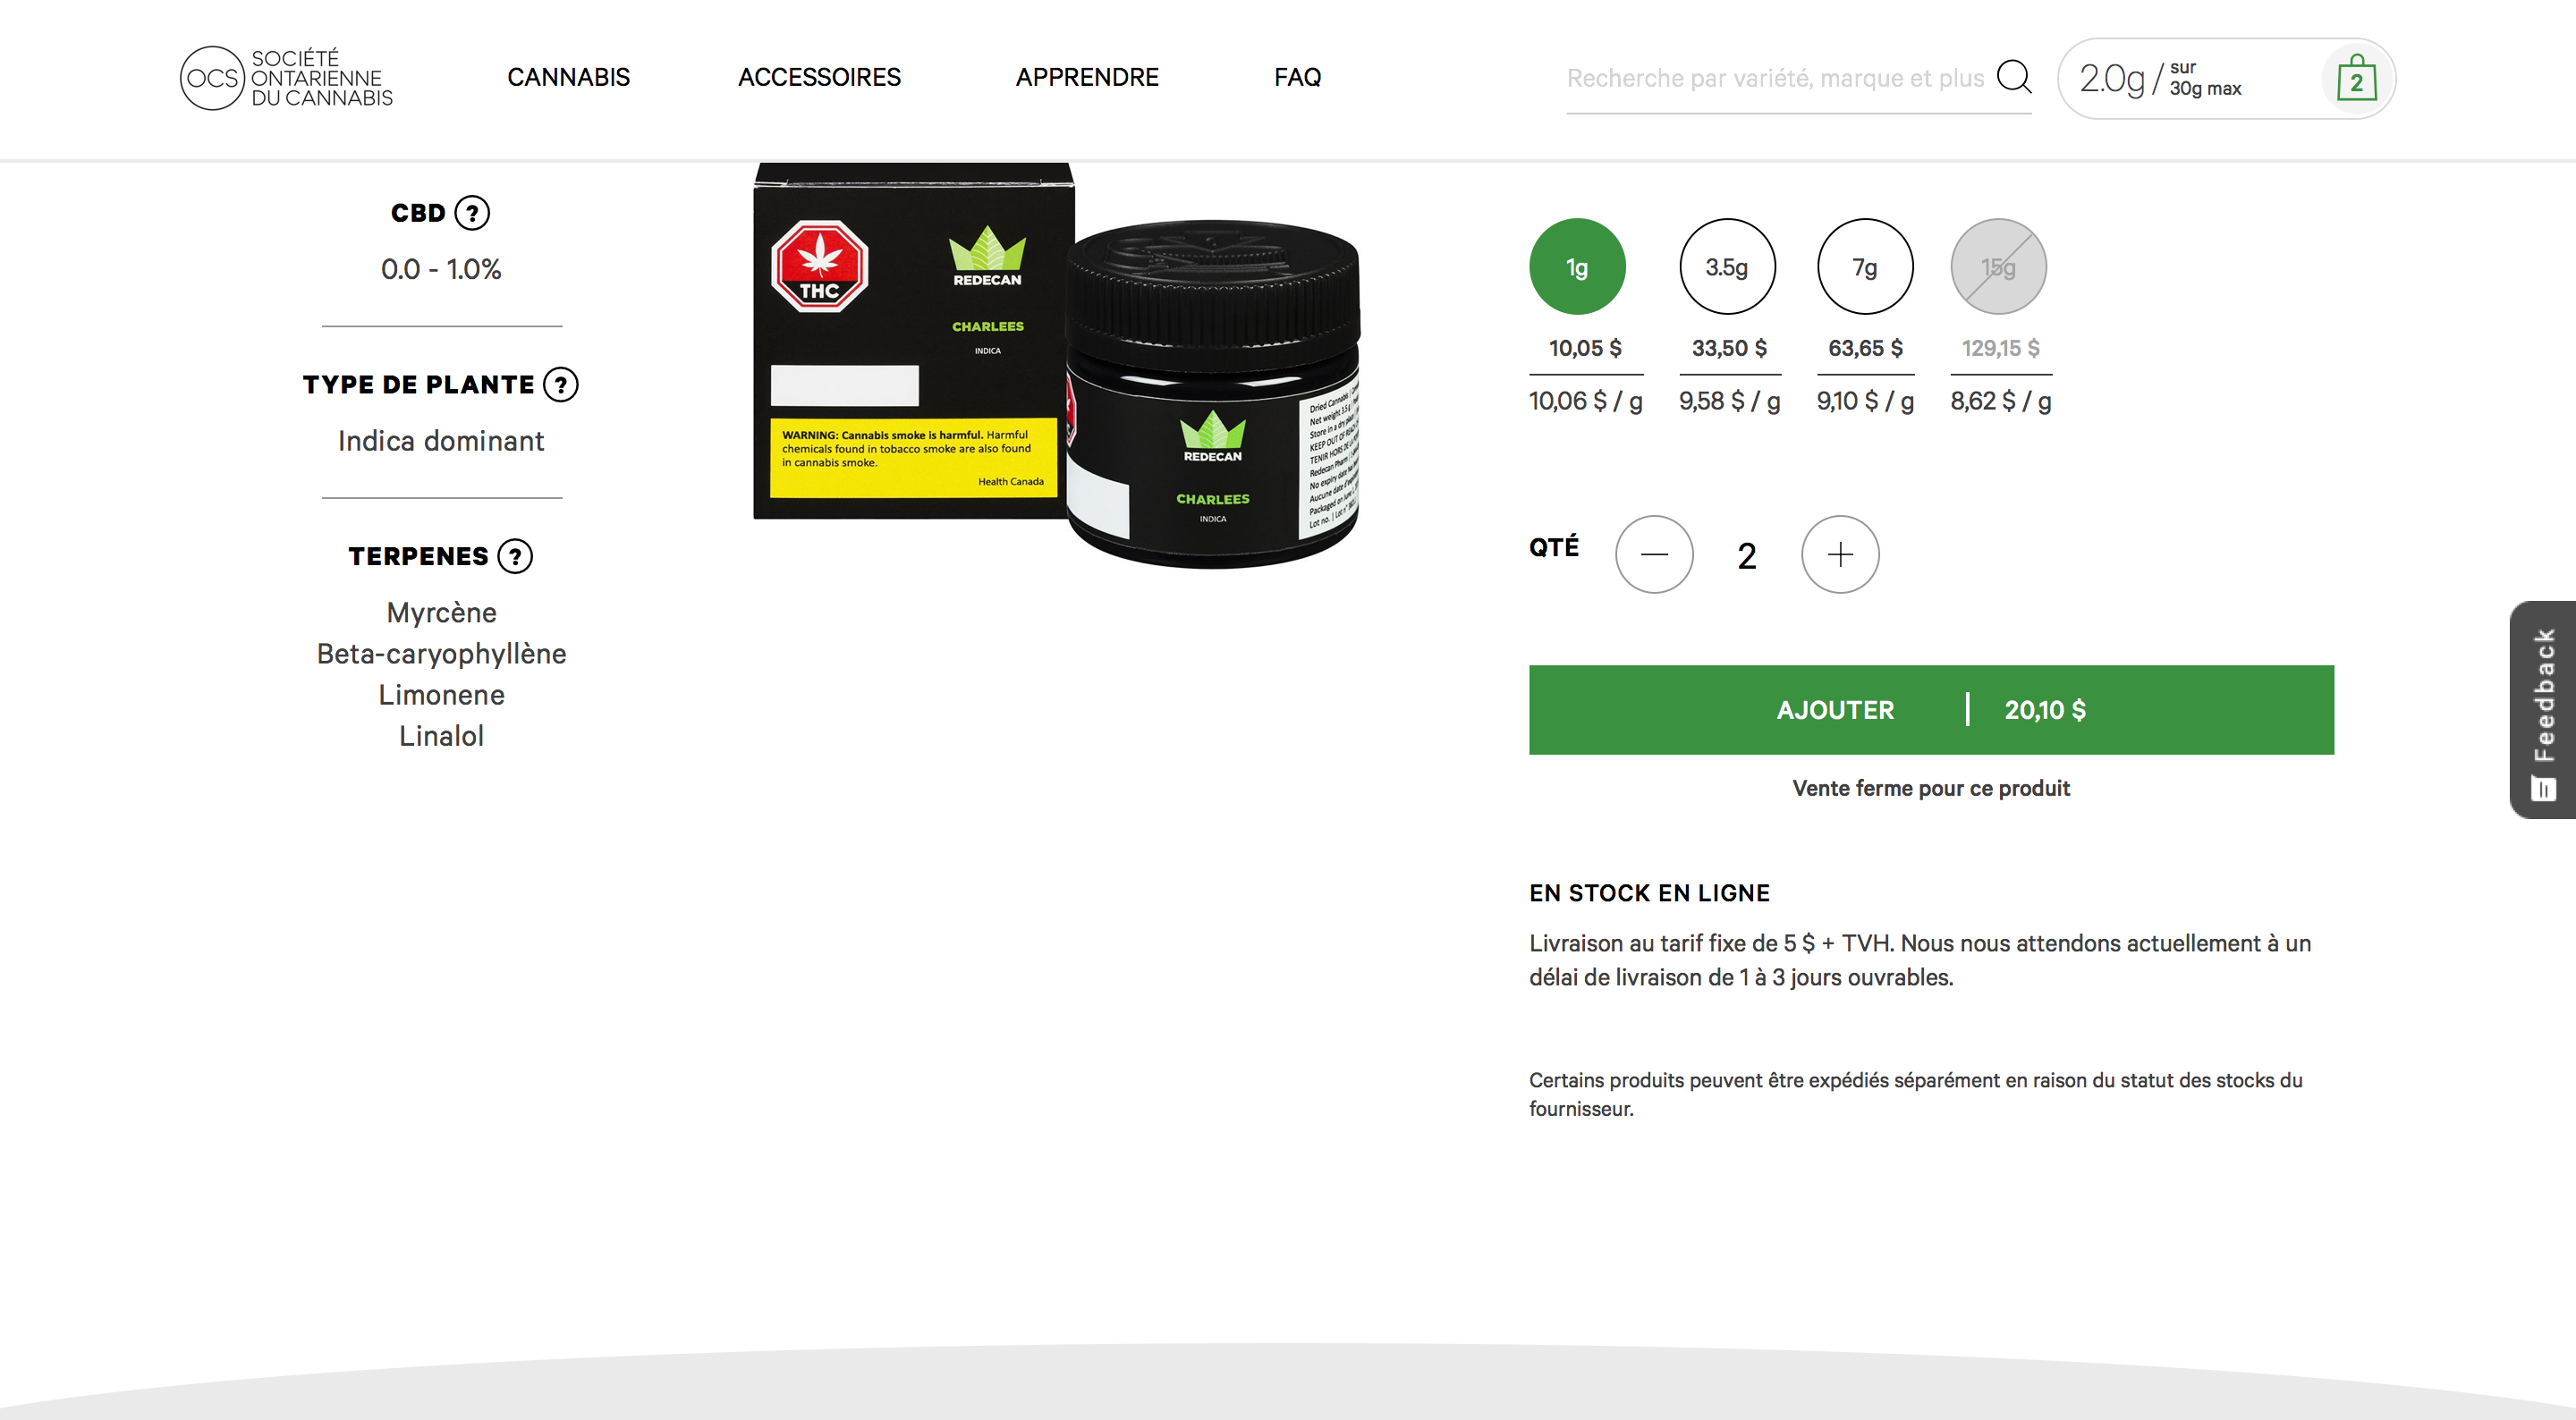 OCS
SOCIÉTÉ
ONTARIENNE
DU CANNABIS
CANNABIS
ACCESSOIRES
APPRENDRE
FAQ
Recherche par variété, marque et plus
2.0g /
sur
30g max
2
CBD ?
0.0 - 1.0%
TYPE DE PLANTE ?
Indica dominant
TERPENES ?
Myrcène
Beta-caryophyllène
Limonene
Linalol
THC
REDECAN
CHARLEES
INDICA
WARNING: Cannabis smoke is harmful. Harmful
chemicals found in tobacco smoke are also found
in cannabis smoke.
Health Canada
REDECAN
CHARLEES
INDICA
Dried Cannabis
Net weight 3.5 g
Store in a dry
KEEP OUT OF
TENIR HORS DE
Redecan Pharm
No expiry date
Aucune date
Packaged on
Lot no. | Lot n°
1g
3.5g
7g
15g
10,05 $
33,50 $
63,65 $
129,15 $
10,06 $ / g
9,58 $ / g
9,10 $ / g
8,62 $ / g
QTÉ
2
AJOUTER | 20,10 $
Vente ferme pour ce produit
EN STOCK EN LIGNE
Livraison au tarif fixe de 5 $ + TVH. Nous nous attendons actuellement à un
délai de livraison de 1 à 3 jours ouvrables.
Certains produits peuvent être expédiés séparément en raison du statut des stocks du
fournisseur.
Feedback